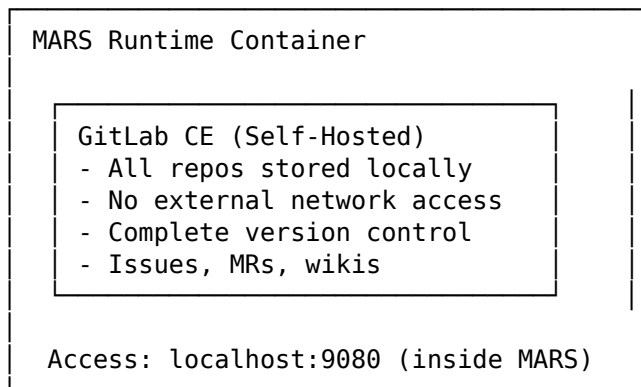 MARS Runtime Container
GitLab CE (Self-Hosted)
- All repos stored locally
- No external network access
- Complete version control
- Issues, MRs, wikis
Access: localhost:9080 (inside MARS)